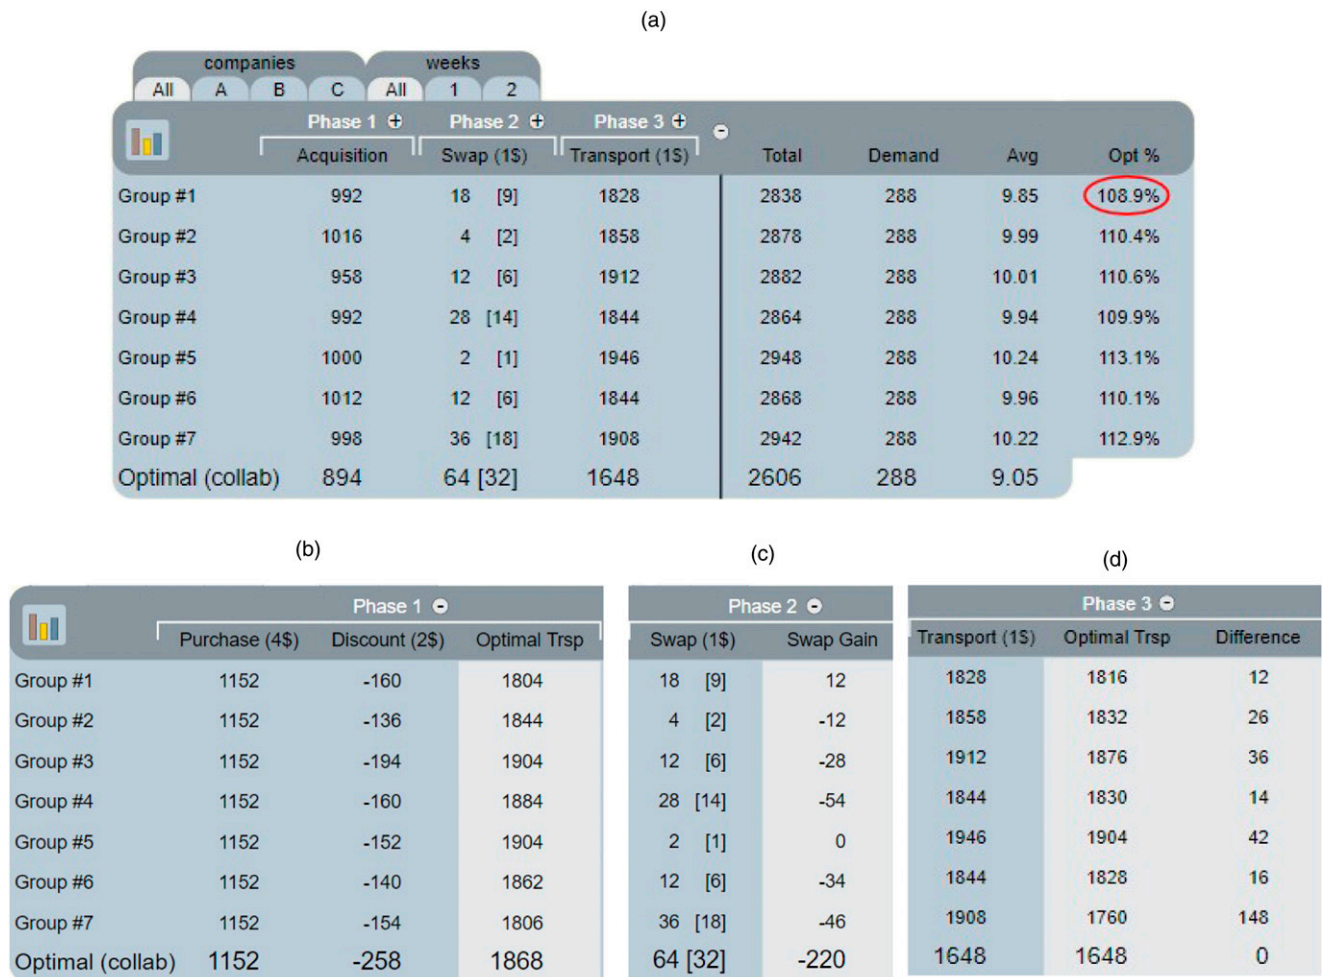 (a)
companies weeks
All A B C All 1 2
Phase 1 + Phase 2 + Phase 3 + -
Acquisition Swap (1$) Transport (1$) Total Demand Avg Opt %
Group #1 992 18 [9] 1828 2838 288 9.85 108.9%
Group #2 1016 4 [2] 1858 2878 288 9.99 110.4%
Group #3 958 12 [6] 1912 2882 288 10.01 110.6%
Group #4 992 28 [14] 1844 2864 288 9.94 109.9%
Group #5 1000 2 [1] 1946 2948 288 10.24 113.1%
Group #6 1012 12 [6] 1844 2868 288 9.96 110.1%
Group #7 998 36 [18] 1908 2942 288 10.22 112.9%
Optimal (collab) 894 64 [32] 1648 2606 288 9.05
(b)
Phase 1 -
Purchase (4$) Discount (2$) Optimal Trsp
Group #1 1152 -160 1804
Group #2 1152 -136 1844
Group #3 1152 -194 1904
Group #4 1152 -160 1884
Group #5 1152 -152 1904
Group #6 1152 -140 1862
Group #7 1152 -154 1806
Optimal (collab) 1152 -258 1868
(c)
Phase 2 -
Swap (1$) Swap Gain
18 [9] 12
4 [2] -12
12 [6] -28
28 [14] -54
2 [1] 0
12 [6] -34
36 [18] -46
64 [32] -220
(d)
Phase 3 -
Transport (1$) Optimal Trsp Difference
1828 1816 12
1858 1832 26
1912 1876 36
1844 1830 14
1946 1904 42
1844 1828 16
1908 1760 148
1648 1648 0